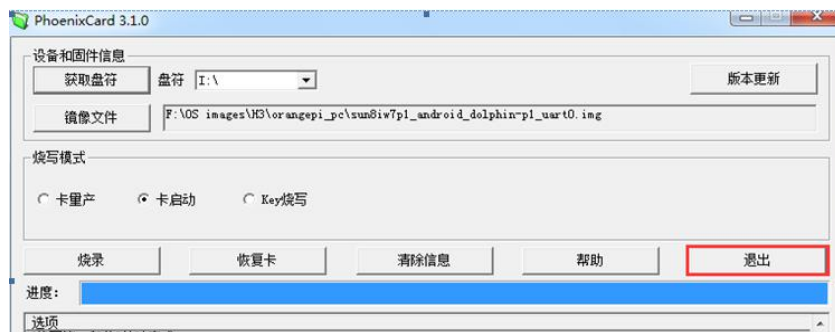 PhoenixCard 3.1.0
设备和固件信息
获取盘符 盘符 I:\ 版本更新
镜像文件 F:\OS images\H3\orangepi_pc\sun8iw7p1_android_dolphin-p1_uart0.img
烧写模式
卡量产 卡启动 Key烧写
烧录 恢复卡 清除信息 帮助 退出
进度：
选项